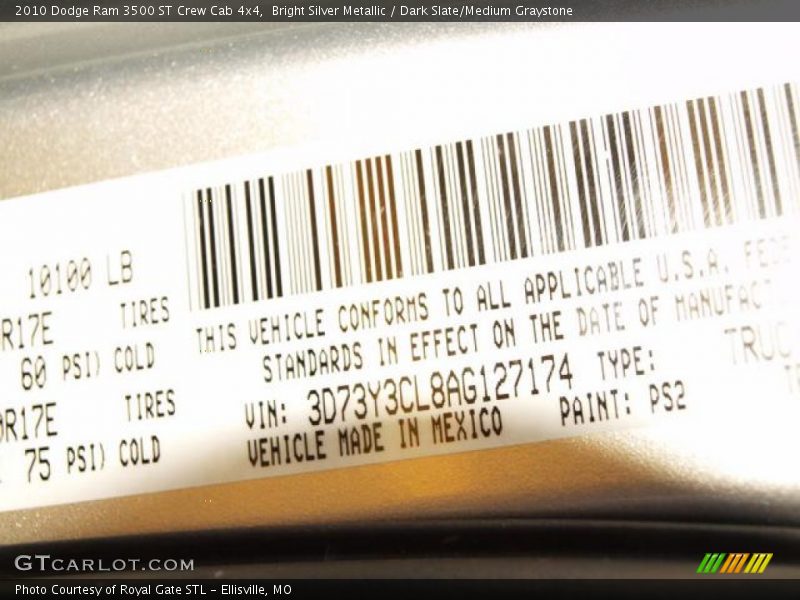 2010 Dodge Ram 3500 ST Crew Cab 4x4, Bright Silver Metallic / Dark Slate/Medium Graystone
10100 LB
R17E TIRES
60 PSI) COLD
R17E TIRES
75 PSI) COLD
THIS VEHICLE CONFORMS TO ALL APPLICABLE U.S.A. FEDE
STANDARDS IN EFFECT ON THE DATE OF MANUFACT
VIN: 3D73Y3CL8AG127174 TYPE: TRUC
VEHICLE MADE IN MEXICO PAINT: PS2
GTCARLOT.COM
Photo Courtesy of Royal Gate STL - Ellisville, MO